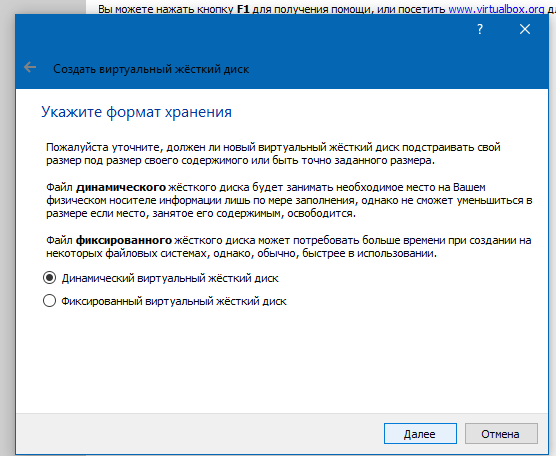 Вы можете нажать кнопку F1 для получения помощи, или посетить www.virtualbox.org дл
?
Создать виртуальный жёсткий диск
Укажите формат хранения
Пожалуйста уточните, должен ли новый виртуальный жёсткий диск подстраивать свой
размер под размер своего содержимого или быть точно заданного размера.
Файл динамического жёсткого диска будет занимать необходимое место на Вашем
физическом носителе информации лишь по мере заполнения, однако не сможет уменьшиться в
размере если место, занятое его содержимым, освободится.
Файл фиксированного жёсткого диска может потребовать больше времени при создании на
некоторых файловых системах, однако, обычно, быстрее в использовании.
Динамический виртуальный жёсткий диск
Фиксированный виртуальный жёсткий диск
Далее
Отмена